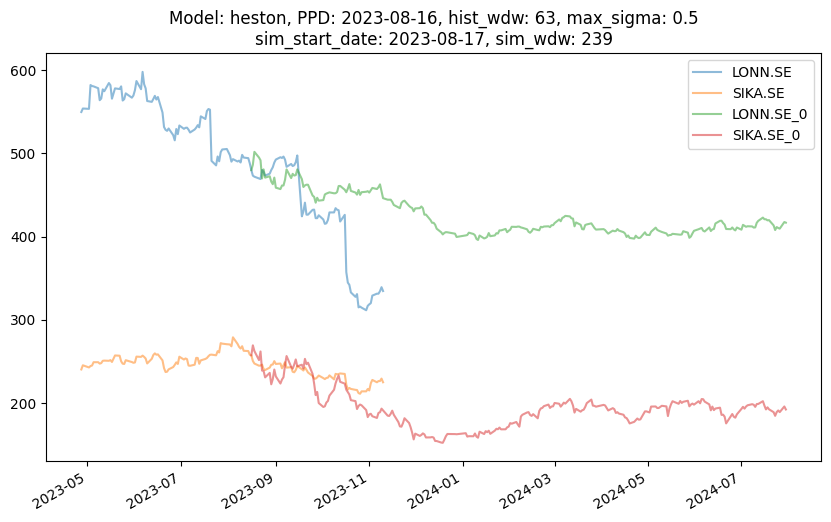 Model: heston, PPD: 2023-08-16, hist_wdw: 63, max_sigma: 0.5
sim_start_date: 2023-08-17, sim_wdw: 239
LONN.SE
SIKA.SE
LONN.SE_0
SIKA.SE_0
600
500
400
300
200
2023-05
2023-07
2023-09
2023-11
2024-01
2024-03
2024-05
2024-07